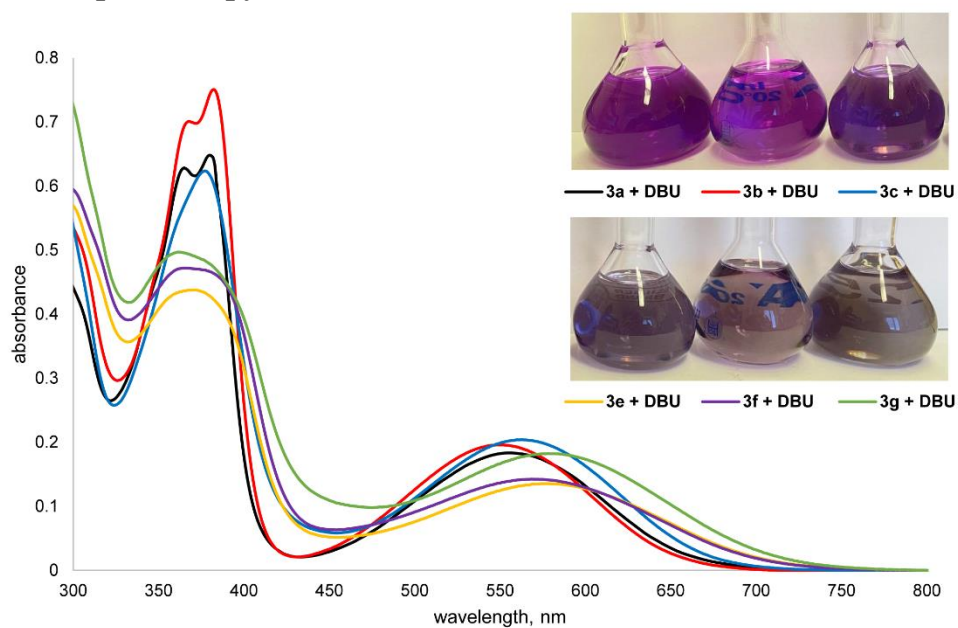 0.8
0.7
0.6
0.5
0.4
0.3
0.2
0.1
0
absorbance
300 350 400 450 500 550 600 650 700 750 800
wavelength, nm
20°C
3a + DBU 3b + DBU 3c + DBU
A
20
3e + DBU 3f + DBU 3g + DBU